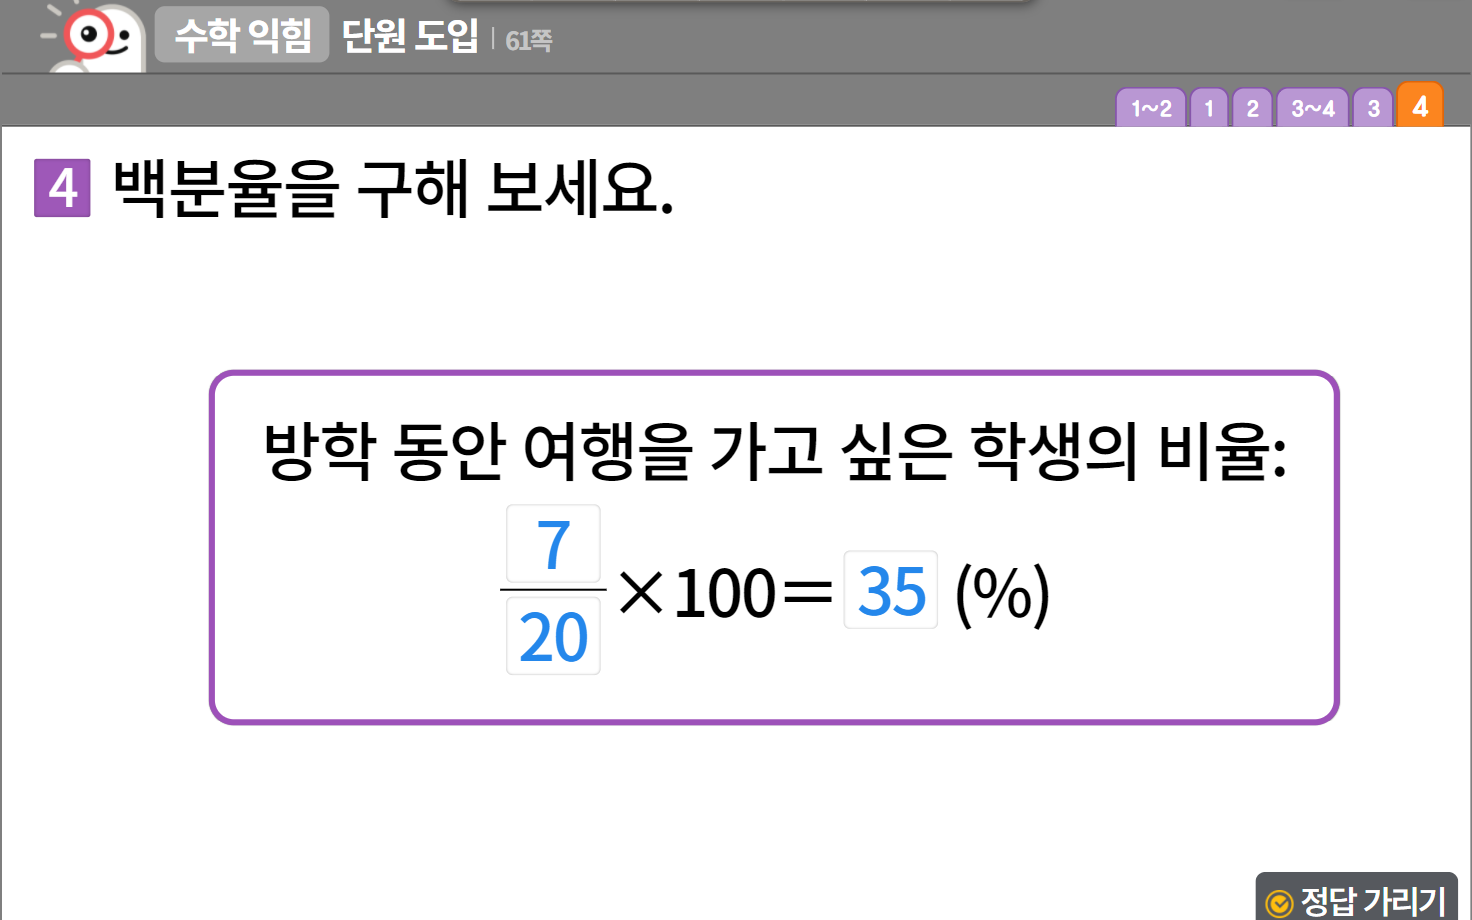 수학 익힘 단원 도입 | 61쪽
1~2 1 2 3~4 3 4
4 백분율을 구해 보세요.
방학 동안 여행을 가고 싶은 학생의 비율:
7
20
×100=35 (%)
정답 가리기